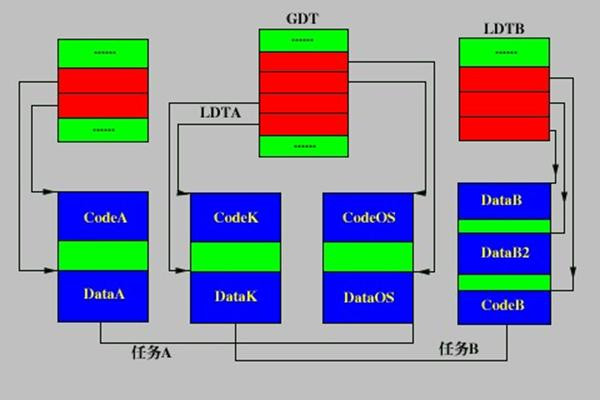 GDT
LDTB
······
······
······
LDTA
······
······
CodeA
CodeK
CodeOS
DataB
DataB2
DataA
DataK
DataOS
CodeB
任务A
任务B